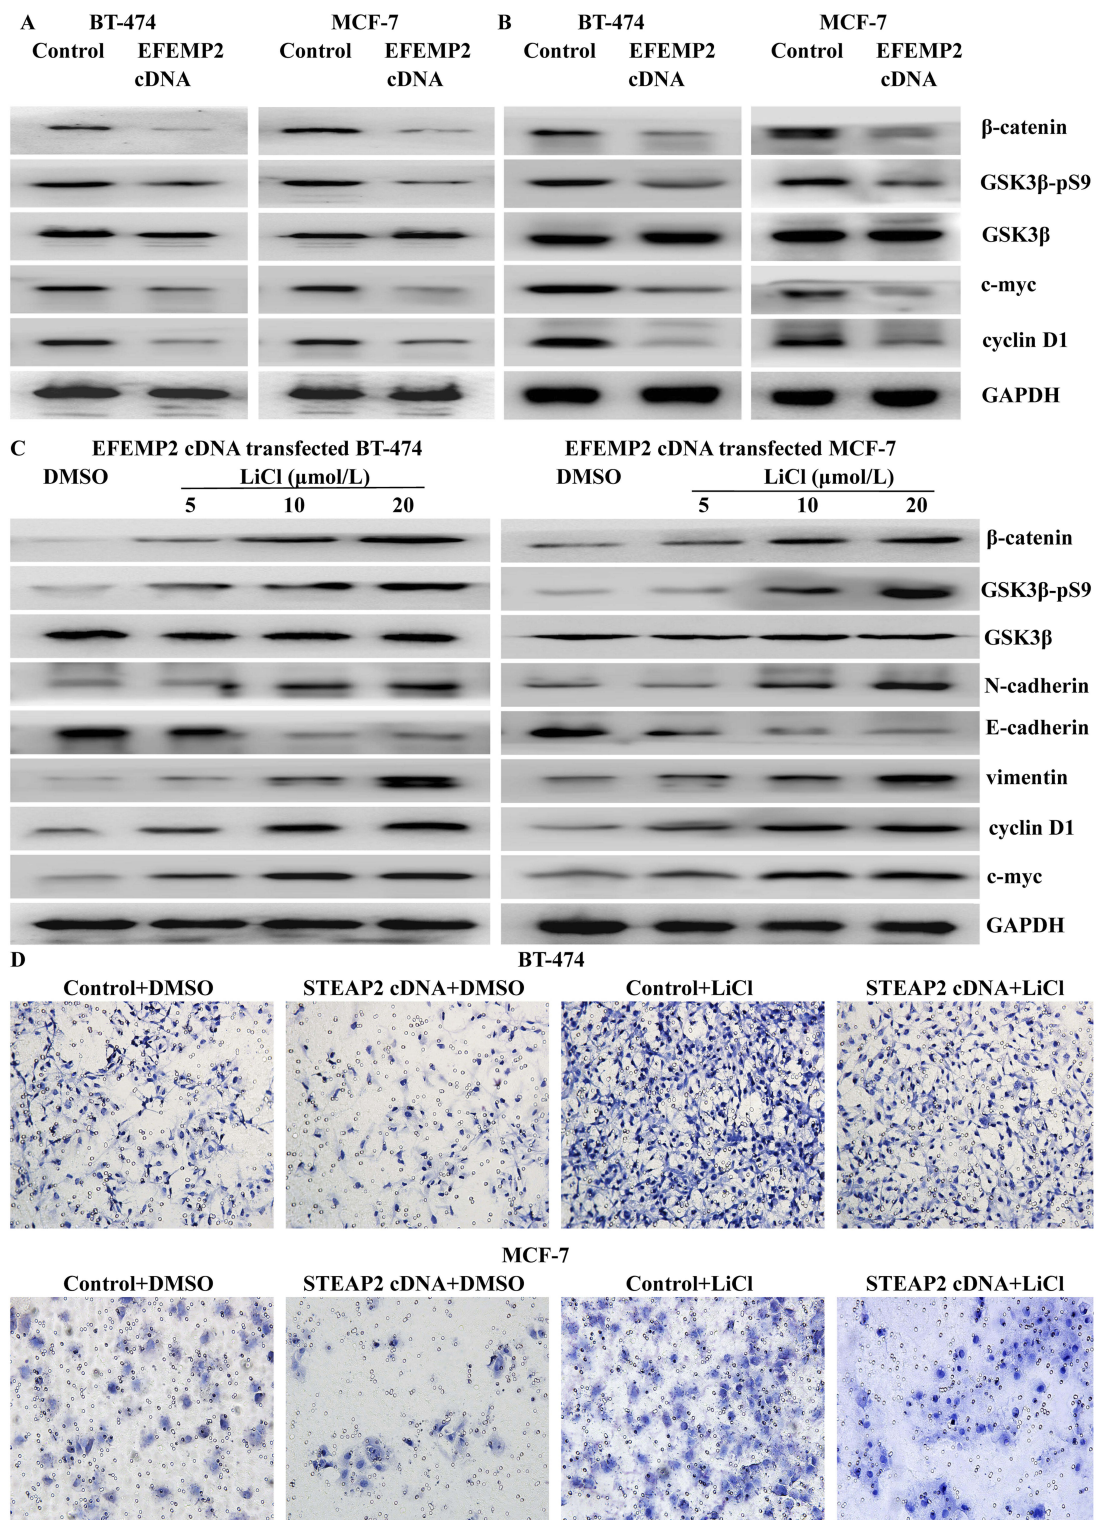 A BT-474 MCF-7 B BT-474 MCF-7
Control EFEMP2 Control EFEMP2 Control EFEMP2 Control EFEMP2
cDNA cDNA cDNA cDNA
β-catenin
GSK3β-pS9
GSK3β
c-myc
cyclin D1
GAPDH
C EFEMP2 cDNA transfected BT-474 EFEMP2 cDNA transfected MCF-7
DMSO LiCl (μmol/L) DMSO LiCl (μmol/L)
5 10 20 5 10 20
β-catenin
GSK3β-pS9
GSK3β
N-cadherin
E-cadherin
vimentin
cyclin D1
c-myc
GAPDH
D BT-474
Control+DMSO STEAP2 cDNA+DMSO Control+LiCl STEAP2 cDNA+LiCl
MCF-7
Control+DMSO STEAP2 cDNA+DMSO Control+LiCl STEAP2 cDNA+LiCl